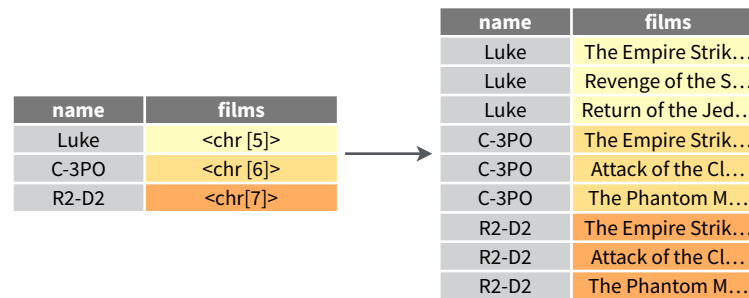 name films
Luke <chr [5]>
C-3PO <chr [6]>
R2-D2 <chr[7]>
name films
Luke The Empire Strik…
Luke Revenge of the S…
Luke Return of the Jed…
C-3PO The Empire Strik…
C-3PO Attack of the Cl…
C-3PO The Phantom M…
R2-D2 The Empire Strik…
R2-D2 Attack of the Cl…
R2-D2 The Phantom M…